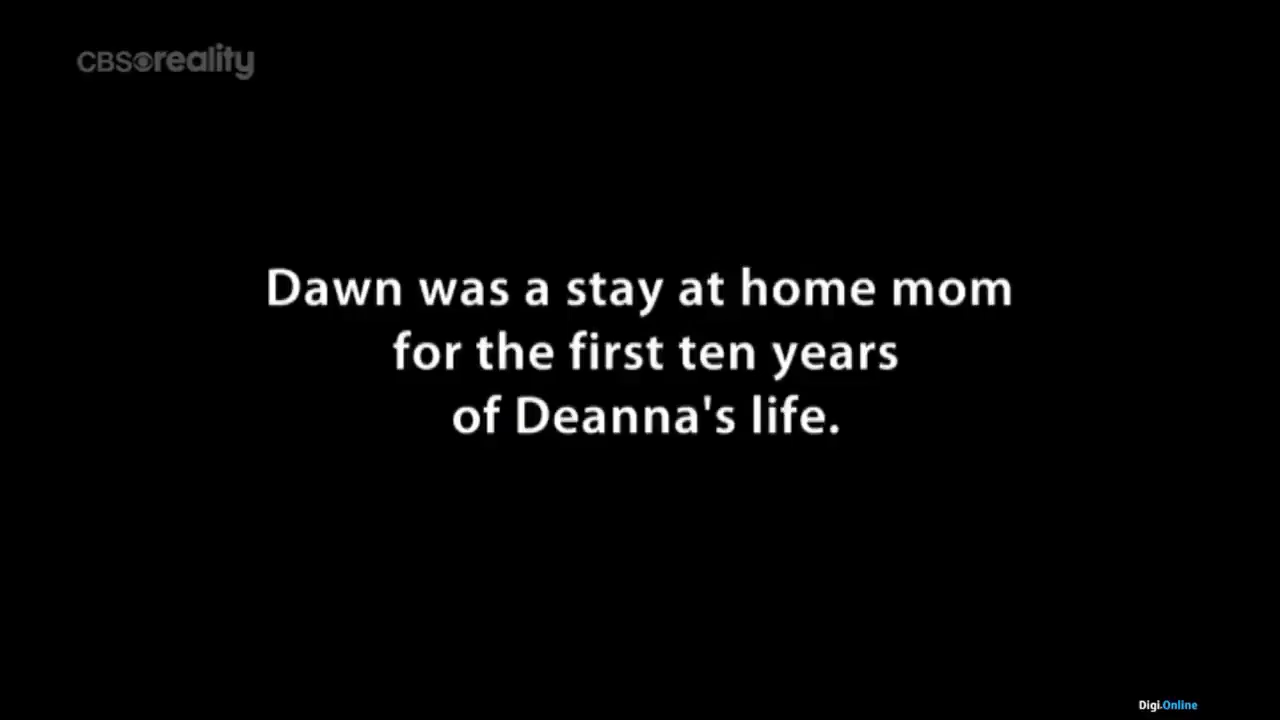 CBS reality
Dawn was a stay at home mom
for the first ten years
of Deanna's life.
Digi.Online